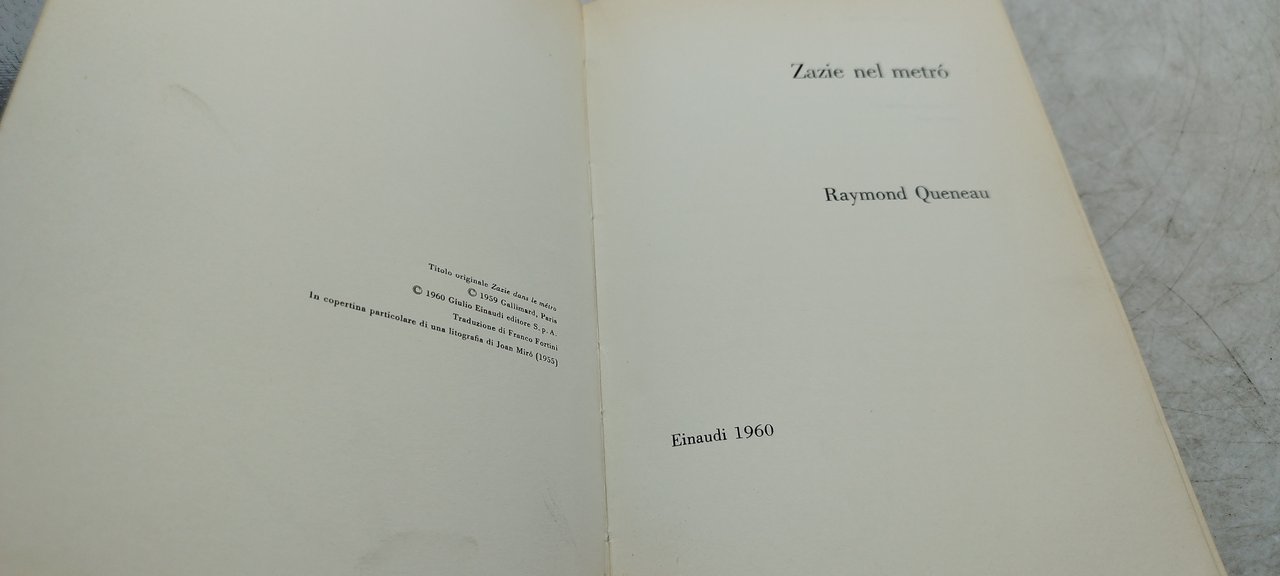 Titolo originale Zazie dans le métro
© 1959 Gallimard, Paris
© 1960 Giulio Einaudi editore S. p. A.
Traduzione di Franco Fortini
In copertina particolare di una litografia di Joan Miró (1955)
Zazie nel metró
Raymond Queneau
Einaudi 1960